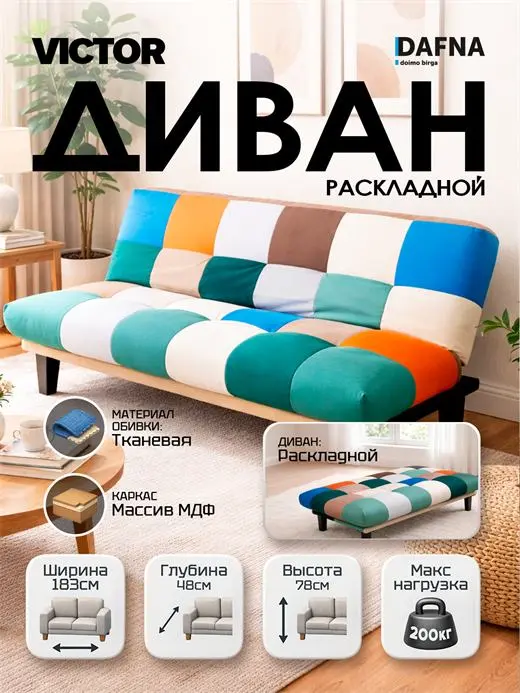 VICTOR
DAFNA
doimo birga
ДИВАН
РАСКЛАДНОЙ
МАТЕРИАЛ
ОБИВКИ:
Тканевая
КАРКАС
Массив МДФ
ДИВАН:
Раскладной
Ширина
183см
Глубина
48см
Высота
78см
Макс
нагрузка
200кг